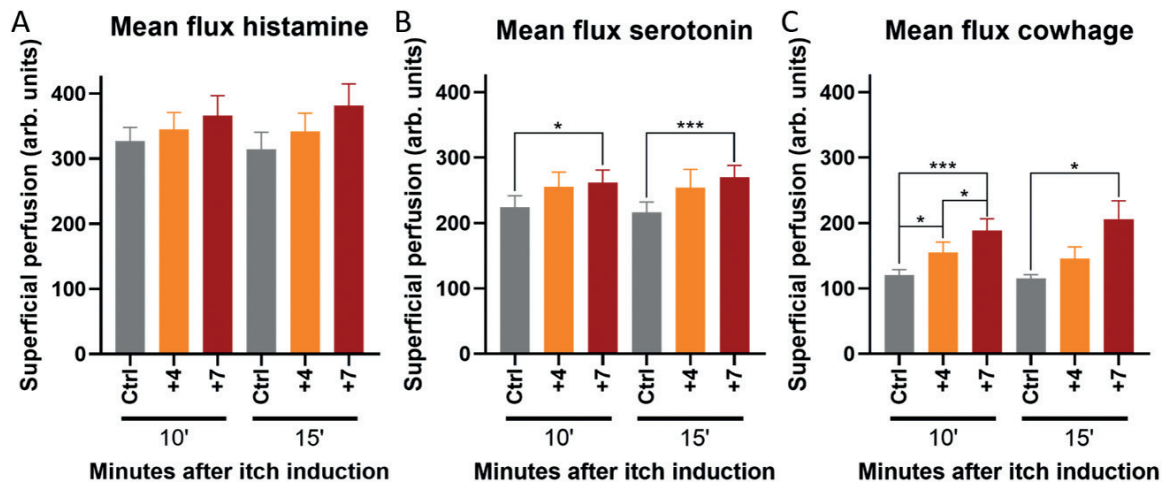 A
Mean flux histamine
Superficial perfusion (arb. units)
400
300
200
100
0
Ctrl
+4
+7
Ctrl
+4
+7
10'
15'
Minutes after itch induction
B
Mean flux serotonin
Superficial perfusion (arb. units)
400
300
200
100
0
*
***
Ctrl
+4
+7
Ctrl
+4
+7
10'
15'
Minutes after itch induction
C
Mean flux cowhage
Superficial perfusion (arb. units)
400
300
200
100
0
***
*
*
*
Ctrl
+4
+7
Ctrl
+4
+7
10'
15'
Minutes after itch induction